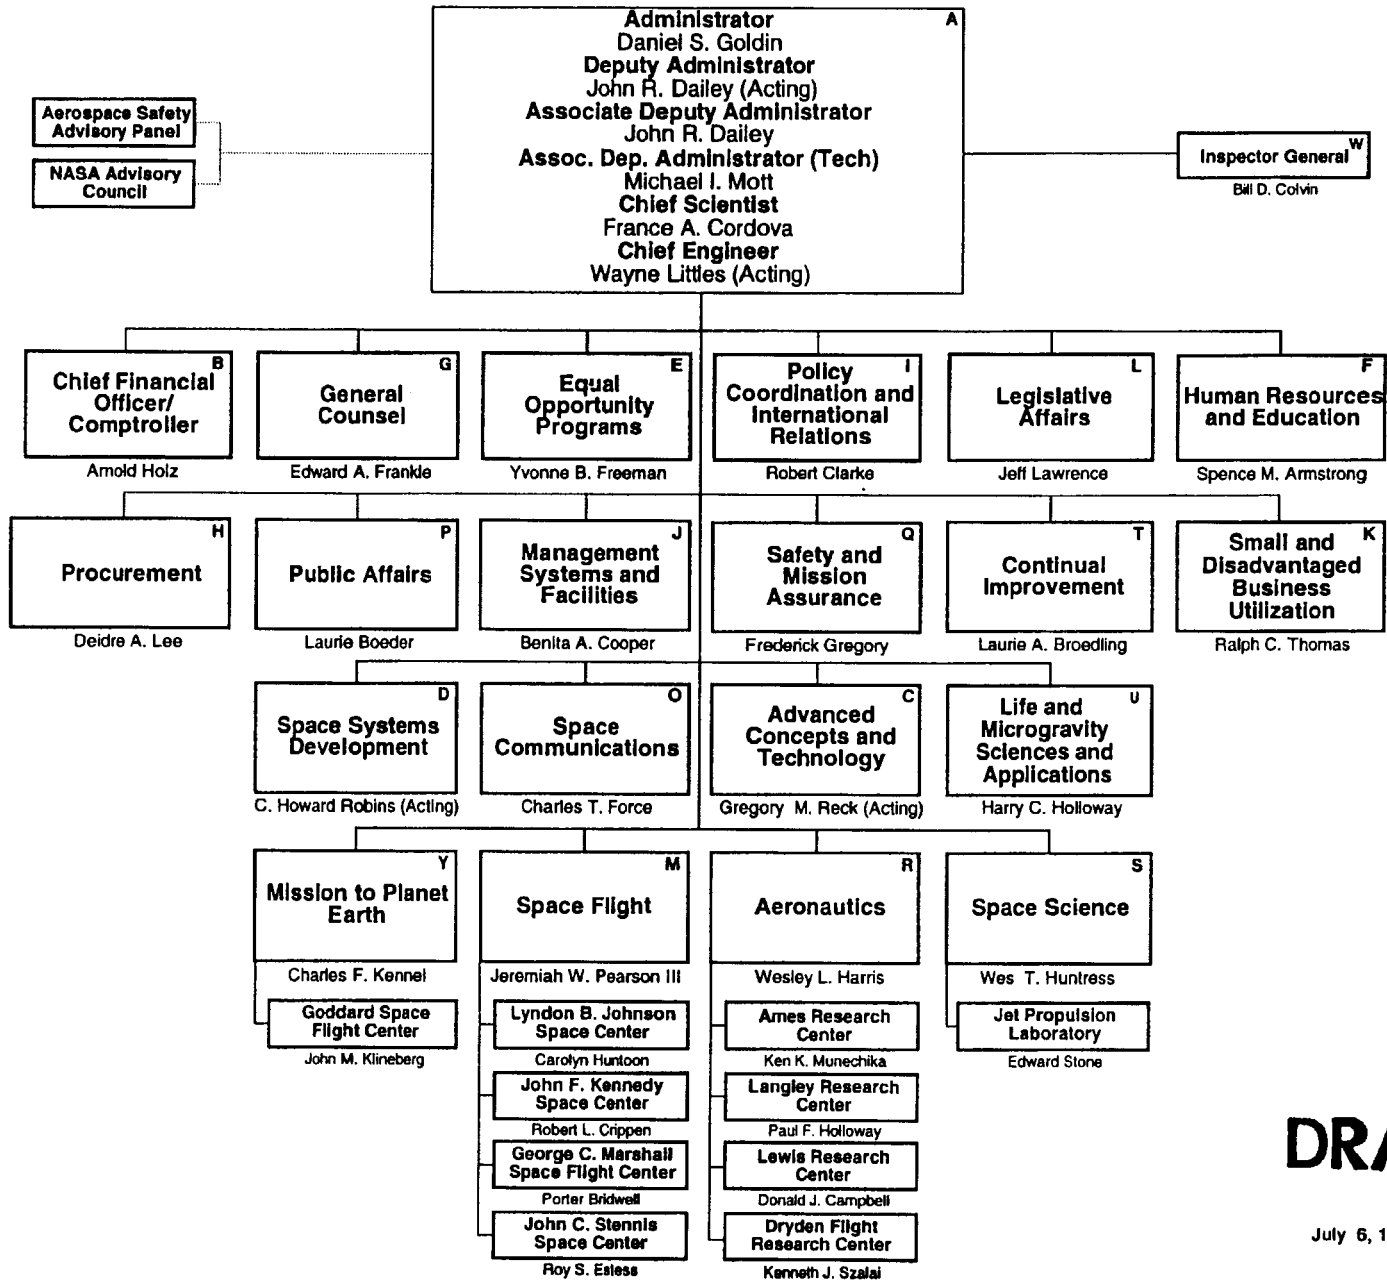 Administrator
A
Daniel S. Goldin
Deputy Administrator
John R. Dailey (Acting)
Associate Deputy Administrator
John R. Dailey
Assoc. Dep. Administrator (Tech)
Michael I. Mott
Chief Scientist
France A. Cordova
Chief Engineer
Wayne Littles (Acting)
Aerospace Safety
Advisory Panel
NASA Advisory
Council
Inspector General
W
Bill D. Colvin
B
Chief Financial
Officer/
Comptroller
Arnold Holz
G
General
Counsel
Edward A. Frankle
E
Equal
Opportunity
Programs
Yvonne B. Freeman
I
Policy
Coordination and
International
Relations
Robert Clarke
L
Legislative
Affairs
Jeff Lawrence
F
Human Resources
and Education
Spence M. Armstrong
H
Procurement
Deidre A. Lee
P
Public Affairs
Laurie Boeder
J
Management
Systems and
Facilities
Benita A. Cooper
Q
Safety and
Mission
Assurance
Frederick Gregory
T
Continual
Improvement
Laurie A. Broedling
K
Small and
Disadvantaged
Business
Utilization
Ralph C. Thomas
D
Space Systems
Development
C. Howard Robins (Acting)
O
Space
Communications
Charles T. Force
C
Advanced
Concepts and
Technology
Gregory M. Reck (Acting)
U
Life and
Microgravity
Sciences and
Applications
Harry C. Holloway
Y
Mission to Planet
Earth
Charles F. Kennel
Goddard Space
Flight Center
John M. Klineberg
M
Space Flight
Jeremiah W. Pearson III
Lyndon B. Johnson
Space Center
Carolyn Huntoon
John F. Kennedy
Space Center
Robert L. Crippen
George C. Marshall
Space Flight Center
Porter Bridwell
John C. Stennis
Space Center
Roy S. Estess
R
Aeronautics
Wesley L. Harris
Ames Research
Center
Ken K. Munechika
Langley Research
Center
Paul F. Holloway
Lewis Research
Center
Donald J. Campbell
Dryden Flight
Research Center
Kenneth J. Szalai
S
Space Science
Wes T. Huntress
Jet Propulsion
Laboratory
Edward Stone
DRA
July 6, 1